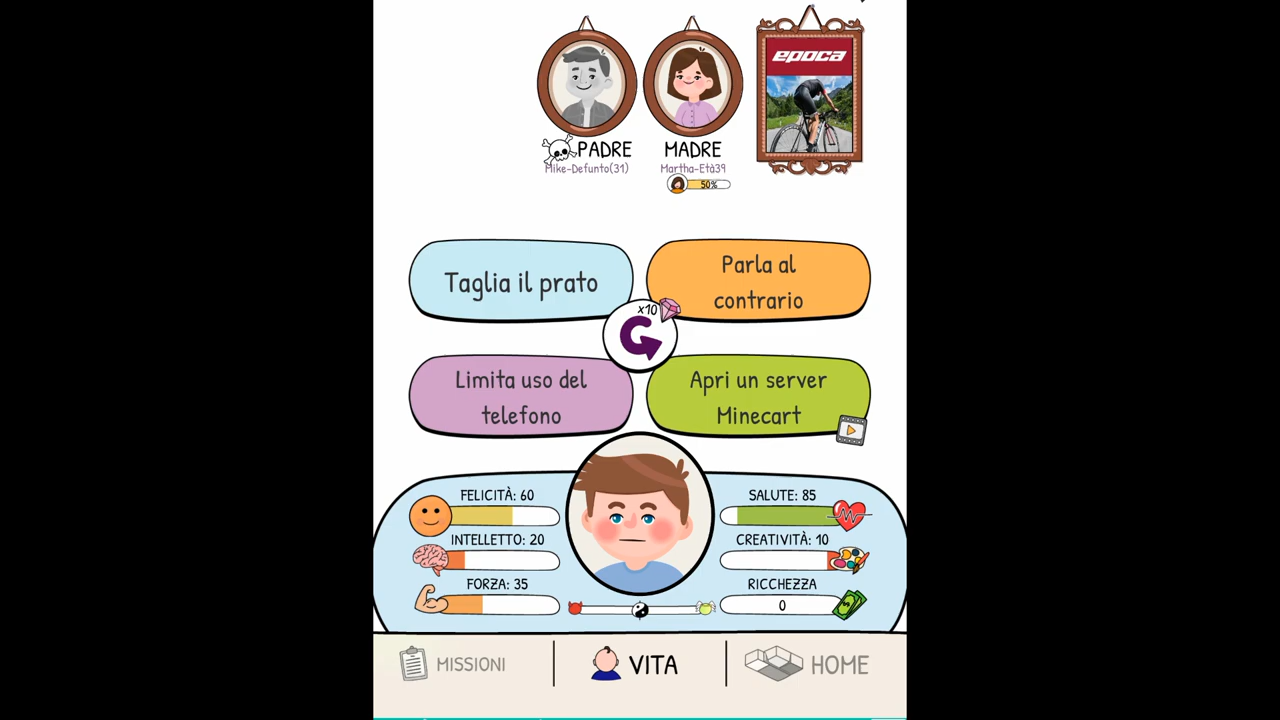 epoca
PADRE
MADRE
Mike-Defunto(31)
Martha-Età39
50%
Taglia il prato
Parla al
contrario
x10
Limita uso del
telefono
Apri un server
Minecart
FELICITÀ: 60
SALUTE: 85
INTELLETTO: 20
CREATIVITÀ: 10
FORZA: 35
RICCHEZZA
0
MISSIONI
VITA
HOME